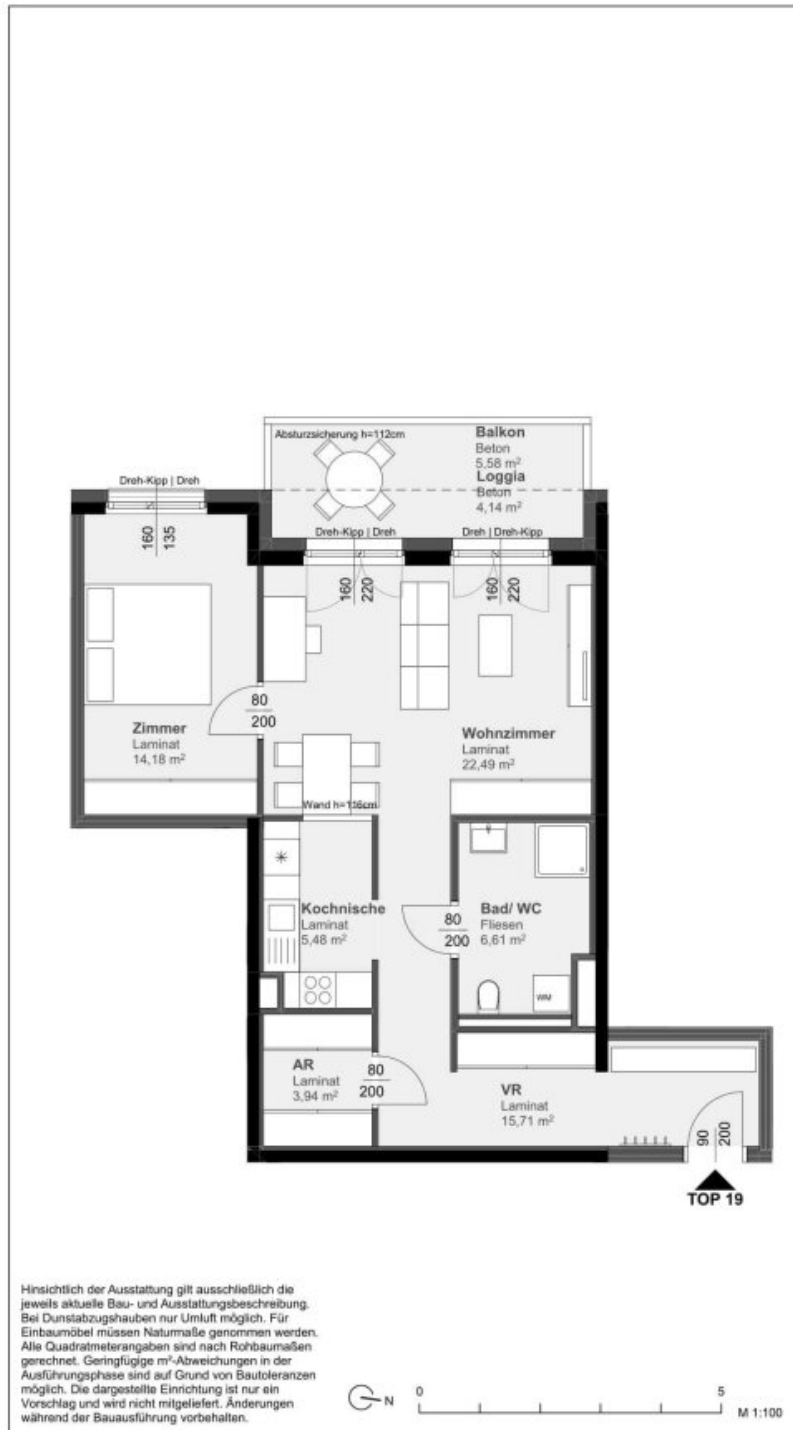 Absturzsicherung h=112cm
Balkon
Beton
5,58 m²
Loggia
Beton
4,14 m²
Dreh-Kipp | Dreh
160
135
Dreh-Kipp | Dreh
160
220
Dreh | Dreh-Kipp
160
220
Zimmer
Laminat
14,18 m²
80
200
Wohnzimmer
Laminat
22,49 m²
Wand h=116cm
Kochnische
Laminat
5,48 m²
80
200
Bad/ WC
Fliesen
6,61 m²
WM
AR
Laminat
3,94 m²
80
200
VR
Laminat
15,71 m²
90
200
TOP 19
Hinsichtlich der Ausstattung gilt ausschließlich die
jeweils aktuelle Bau- und Ausstattungsbeschreibung.
Bei Dunstabzugshauben nur Umluft möglich. Für
Einbaumöbel müssen Naturmaße genommen werden.
Alle Quadratmeterangaben sind nach Rohbaumaßen
gerechnet. Geringfügige m²-Abweichungen in der
Ausführungsphase sind auf Grund von Bautoleranzen
möglich. Die dargestellte Einrichtung ist nur ein
Vorschlag und wird nicht mitgeliefert. Änderungen
während der Bauausführung vorbehalten.
N
0 5
M 1:100